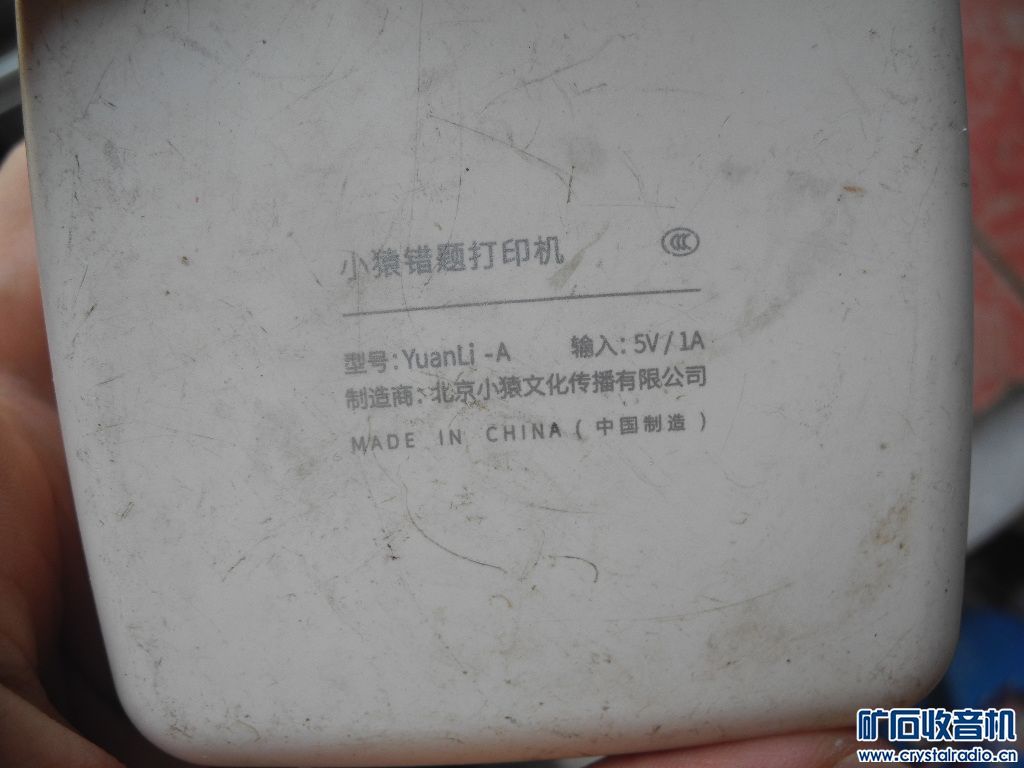 小猿错题打印机
型号：YuanLi -A 输入：5V/1A
制造商：北京小猿文化传播有限公司
MADE IN CHINA (中国制造)
矿石收音机
www.crystalradio.cn